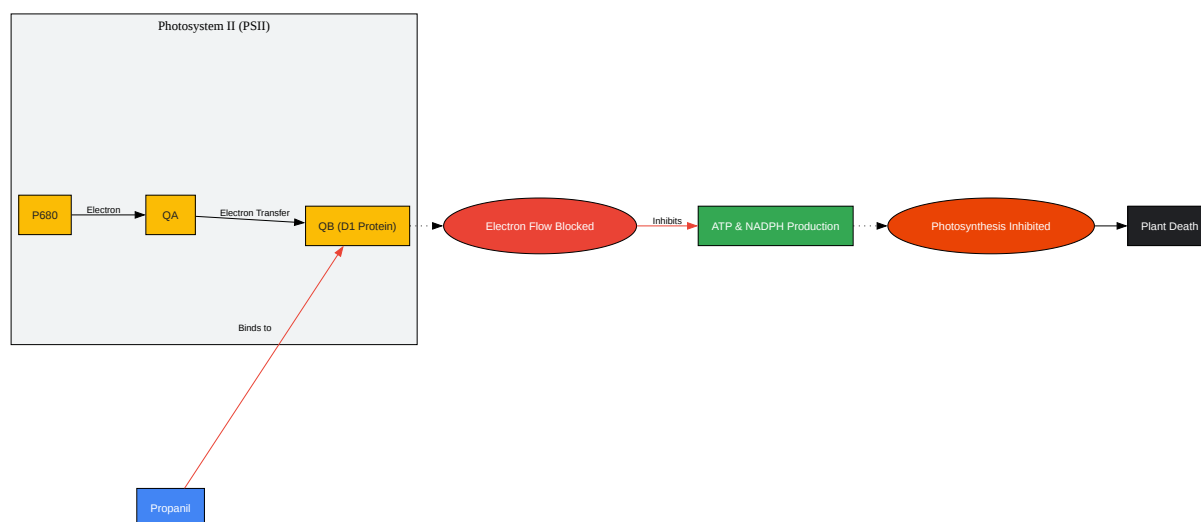 Photosystem II (PSII)
P680
Electron
QA
Electron Transfer
QB (D1 Protein)
Electron Flow Blocked
Inhibits
ATP & NADPH Production
Photosynthesis Inhibited
Plant Death
Binds to
Propanil